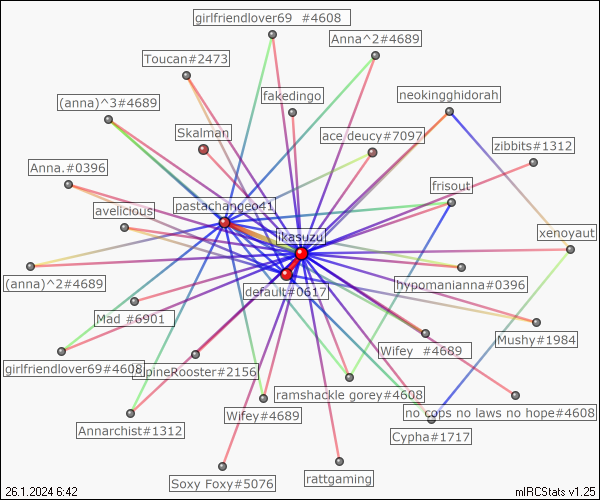 girlfriendlover69 #4608
Anna^2#4689
Toucan#2473
fakedingo
neokingghidorah
(anna)^3#4689
Skalman
ace deucy#7097
zibbits#1312
Anna.#0396
frisout
pastachangeo41
avelicious
ikasuzu
xenoyaut
(anna)^2#4689
hypomanianna#0396
default#0617
Mad #6901
Mushy#1984
Wifey #4689
girlfriendlover69#4608
lpineRooster#2156
ramshackle gorey#4608
Wifey#4689
no cops no laws no hope#4608
Annarchist#1312
Cypha#1717
Soxy Foxy#5076
rattgaming
26.1.2024 6:42
mIRCStats v1.25